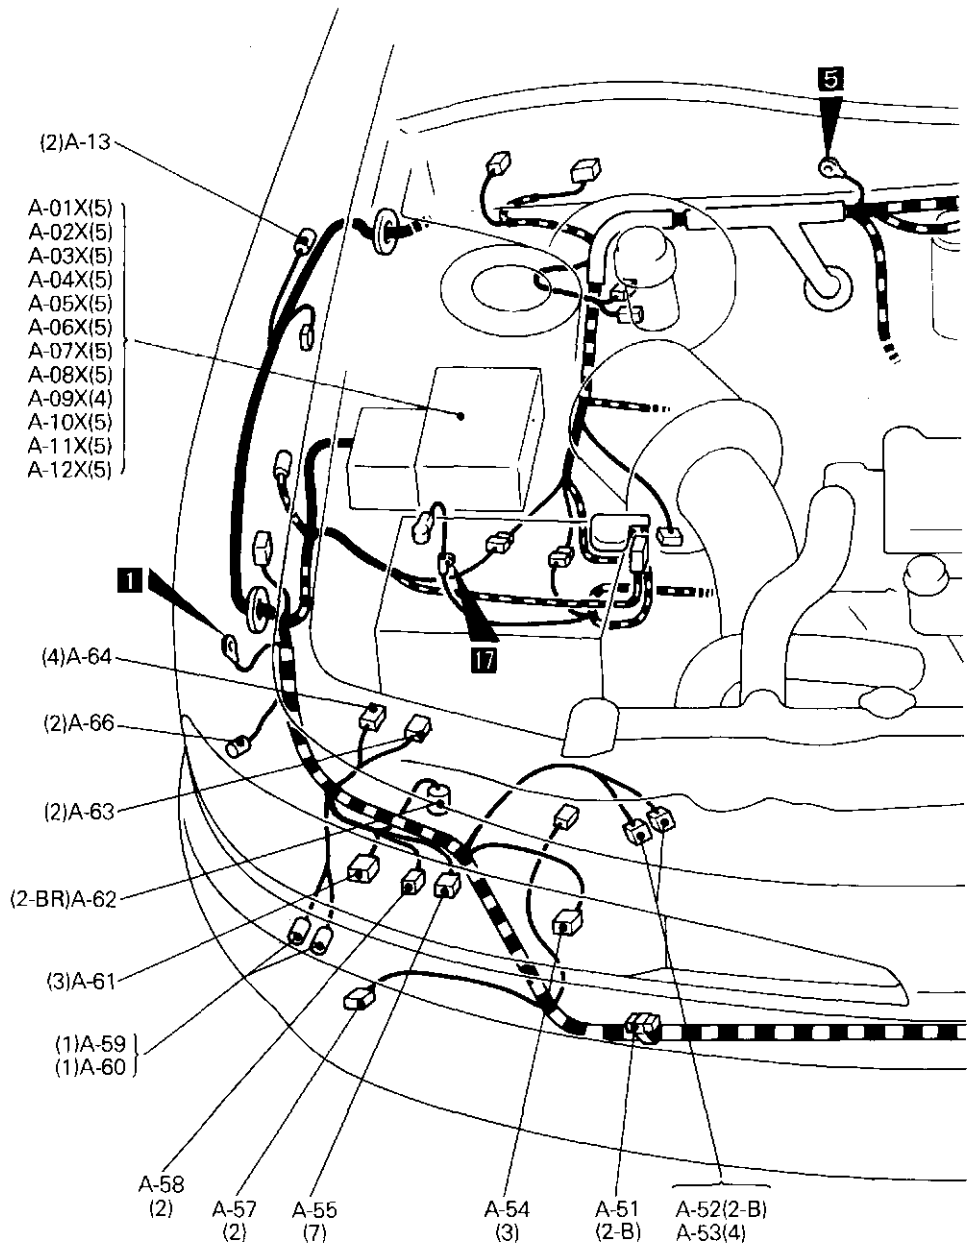 5
(2)A-13
A-01X(5)
A-02X(5)
A-03X(5)
A-04X(5)
A-05X(5)
A-06X(5)
A-07X(5)
A-08X(5)
A-09X(4)
A-10X(5)
A-11X(5)
A-12X(5)
1
17
(4)A-64
(2)A-66
(2)A-63
(2-BR)A-62
(3)A-61
(1)A-59
(1)A-60
A-58
(2)
A-57
(2)
A-55
(7)
A-54
(3)
A-51
(2-B)
A-52(2-B)
A-53(4)